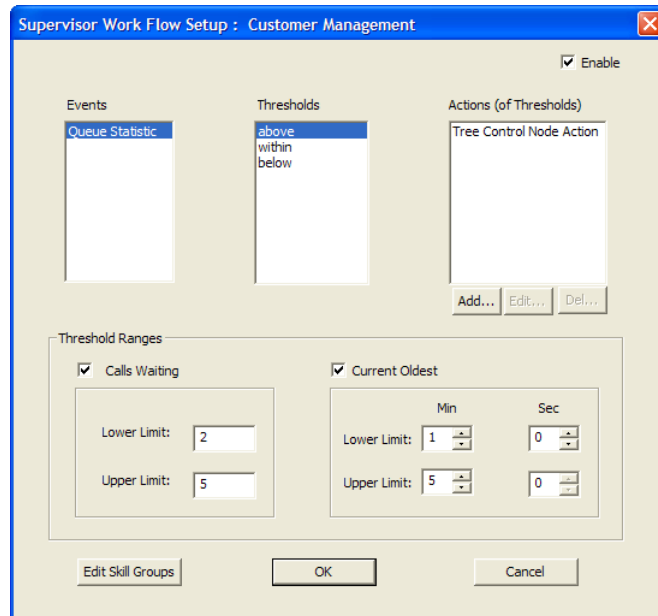 Supervisor Work Flow Setup : Customer Management
Enable
Events
Queue Statistic
Thresholds
above
within
below
Actions (of Thresholds)
Tree Control Node Action
Add... Edit... Del...
Threshold Ranges
Calls Waiting
Lower Limit: 2
Upper Limit: 5
Current Oldest
Min Sec
Lower Limit: 1 0
Upper Limit: 5 0
Edit Skill Groups OK Cancel